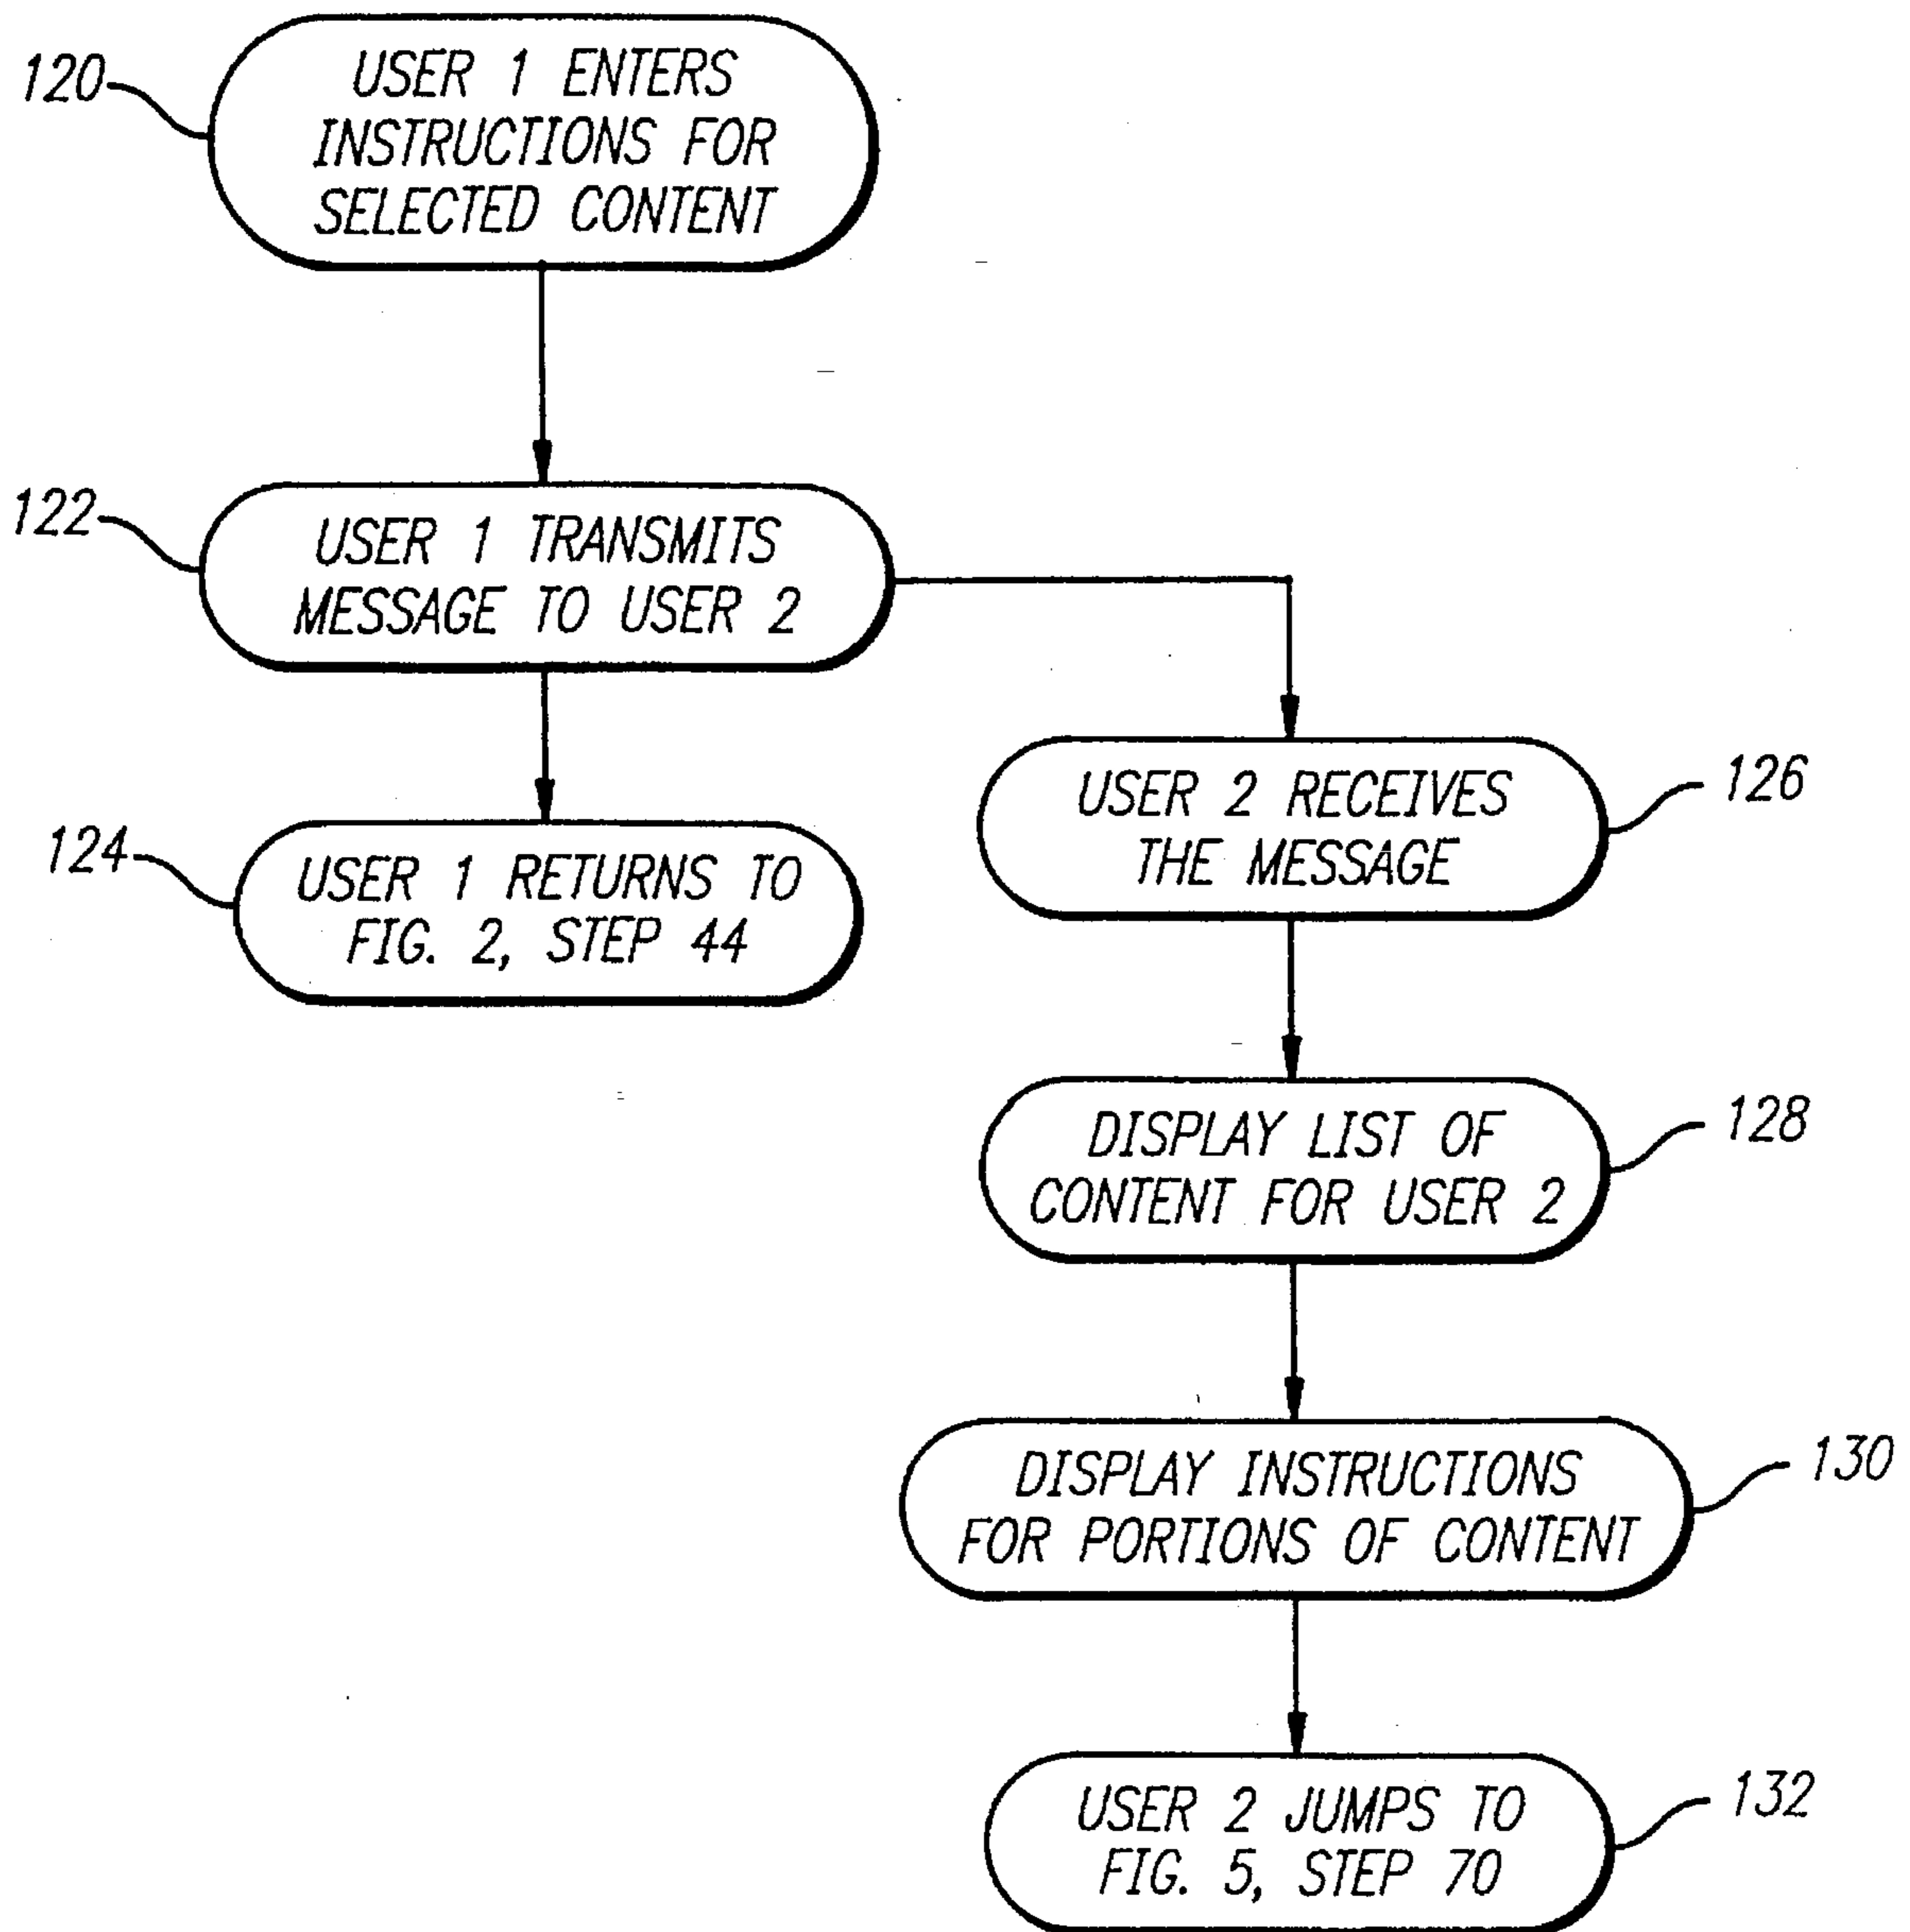 120
USER 1 ENTERS
INSTRUCTIONS FOR
SELECTED CONTENT
122
USER 1 TRANSMITS
MESSAGE TO USER 2
124
USER 1 RETURNS TO
FIG. 2, STEP 44
USER 2 RECEIVES
THE MESSAGE
126
DISPLAY LIST OF
CONTENT FOR USER 2
128
DISPLAY INSTRUCTIONS
FOR PORTIONS OF CONTENT
130
USER 2 JUMPS TO
FIG. 5, STEP 70
132